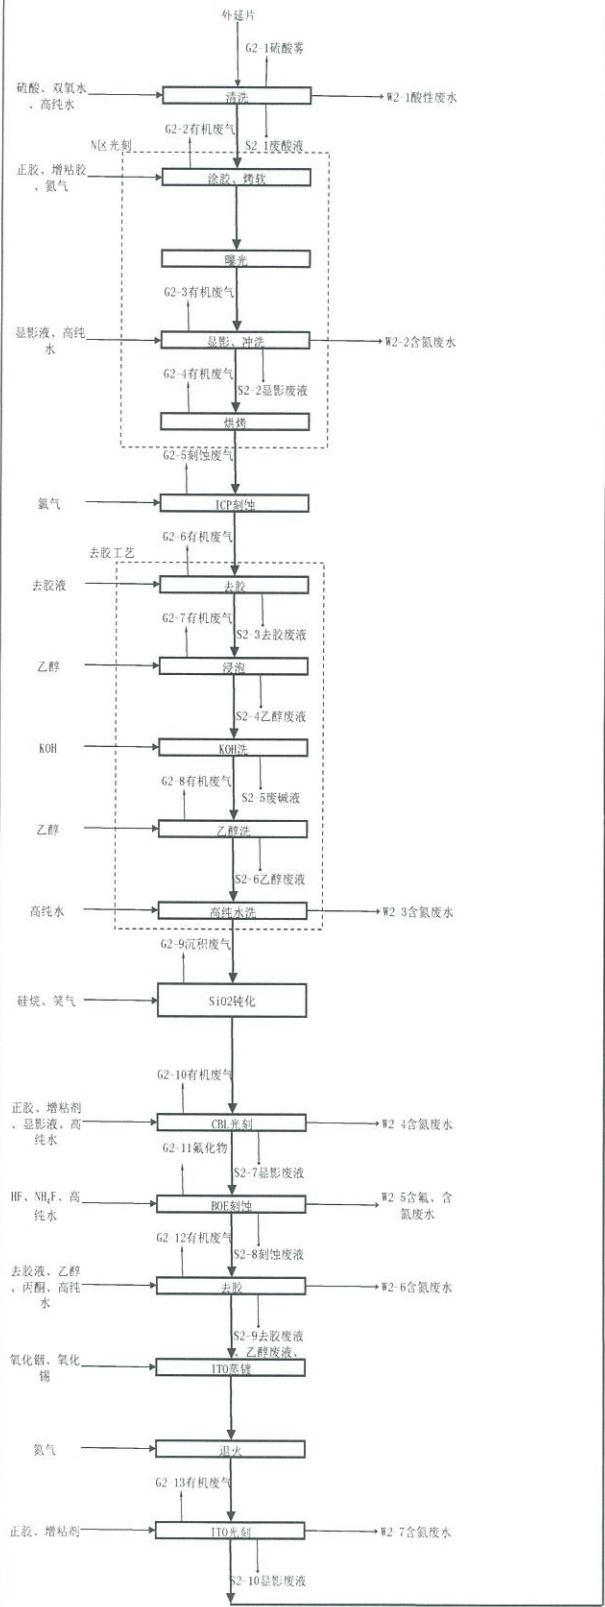 外延片
G2-1硫酸雾
硫酸、双氧水
、高纯水
清洗
W2-1酸性废水
G2-2有机废气
S2-1废酸液
N区光刻
正胶、增粘胶
、氮气
涂胶、烤软
曝光
G2-3有机废气
显影液、高纯
水
显影、冲洗
W2-2含氮废水
G2-4有机废气
S2-2显影废液
烘烤
G2-5刻蚀废气
氯气
ICP刻蚀
G2-6有机废气
去胶工艺
去胶液
去胶
G2-7有机废气
S2-3去胶废液
乙醇
浸泡
S2-4乙醇废液
KOH
KOH洗
G2-8有机废气
S2-5废碱液
乙醇
乙醇洗
S2-6乙醇废液
高纯水
高纯水洗
W2-3含氮废水
G2-9沉积废气
硅烷、笑气
SiO2钝化
G2-10有机废气
正胶、增粘剂
、显影液、高
纯水
CBL光刻
W2-4含氮废水
G2-11氟化物
S2-7显影废液
HF、NH₄F、高
纯水
BOE刻蚀
W2-5含氟、含
氮废水
G2-12有机废气
S2-8刻蚀废液
去胶液、乙醇
、丙酮、高纯
水
去胶
W2-6含氮废水
S2-9去胶废液
、乙醇废液、
氧化铟、氧化
锡
ITO蒸镀
氮气
退火
G2-13有机废气
正胶、增粘剂
ITO光刻
W2-7含氮废水
S2-10显影废液